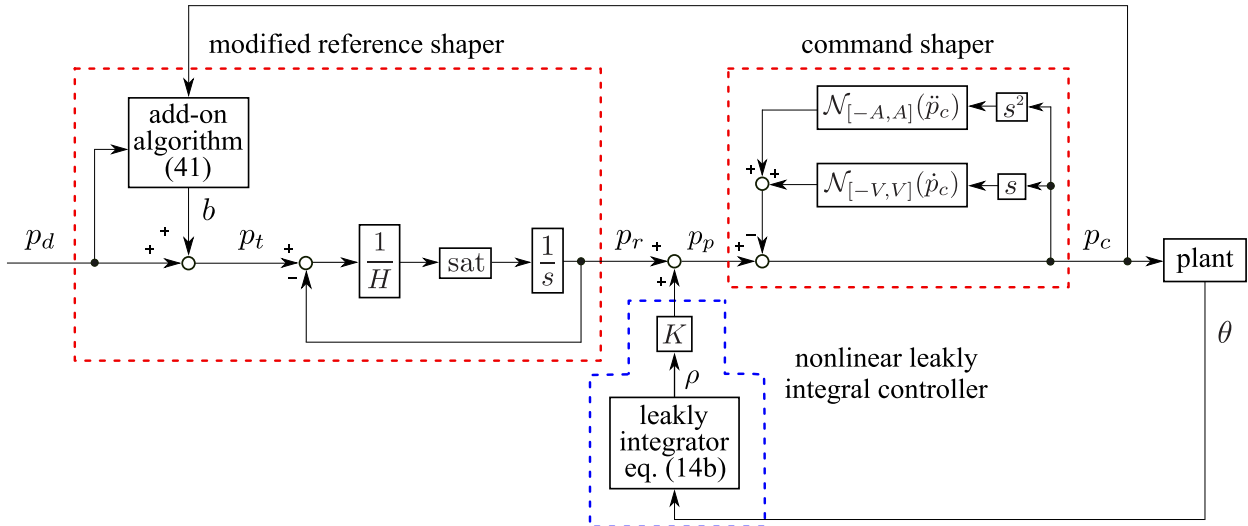 modified reference shaper
command shaper
add-on
algorithm
(41)
b
p_d
+
+
p_t
+
−
1
H
sat
1
s
p_r
+
+
p_p
+
−
+
+
𝒩_{[−A,A]}(p̈_c)
s²
𝒩_{[−V,V]}(ṗ_c)
s
p_c
plant
θ
K
ρ
leakly
integrator
eq. (14b)
nonlinear leakly
integral controller